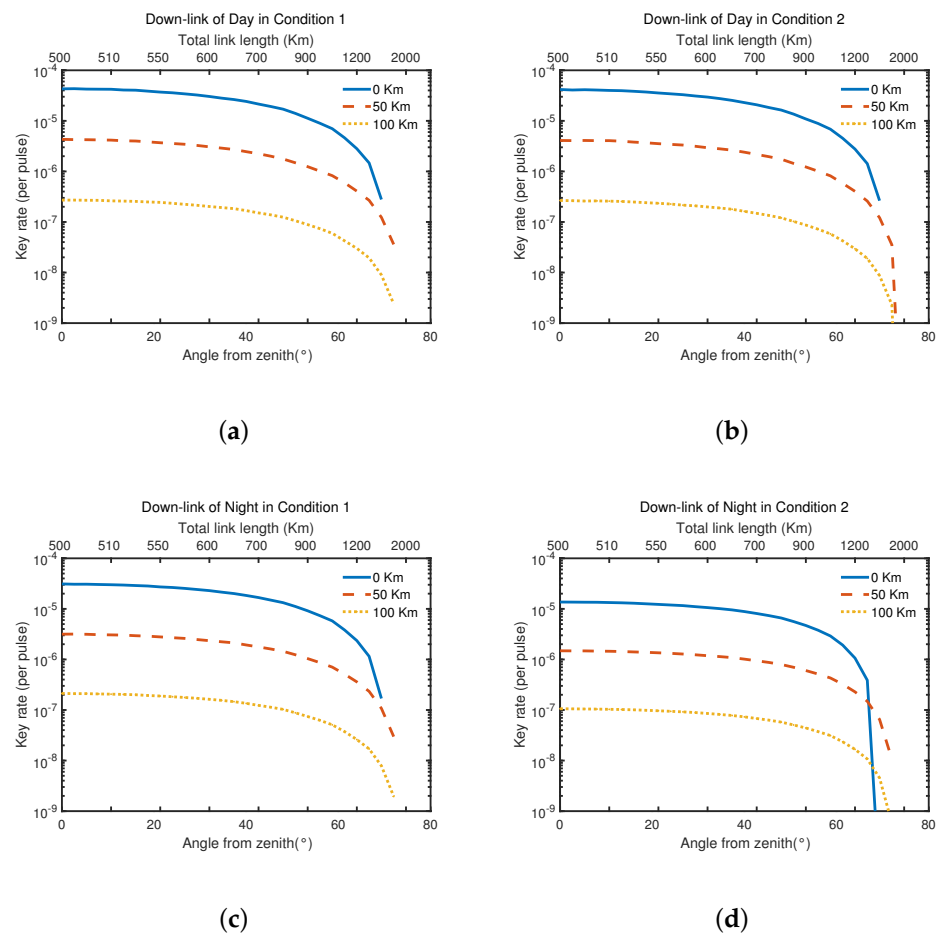 Down-link of Day in Condition 1
Total link length (Km)
500 510 550 600 700 900 1200 2000
10-4
10-5
10-6
10-7
10-8
10-9
Key rate (per pulse)
0 Km
50 Km
100 Km
0 20 40 60 80
Angle from zenith(°)
(a)
Down-link of Day in Condition 2
Total link length (Km)
500 510 550 600 700 900 1200 2000
10-4
10-5
10-6
10-7
10-8
10-9
Key rate (per pulse)
0 Km
50 Km
100 Km
0 20 40 60 80
Angle from zenith(°)
(b)
Down-link of Night in Condition 1
Total link length (Km)
500 510 550 600 700 900 1200 2000
10-4
10-5
10-6
10-7
10-8
10-9
Key rate (per pulse)
0 Km
50 Km
100 Km
0 20 40 60 80
Angle from zenith(°)
(c)
Down-link of Night in Condition 2
Total link length (Km)
500 510 550 600 700 900 1200 2000
10-4
10-5
10-6
10-7
10-8
10-9
Key rate (per pulse)
0 Km
50 Km
100 Km
0 20 40 60 80
Angle from zenith(°)
(d)